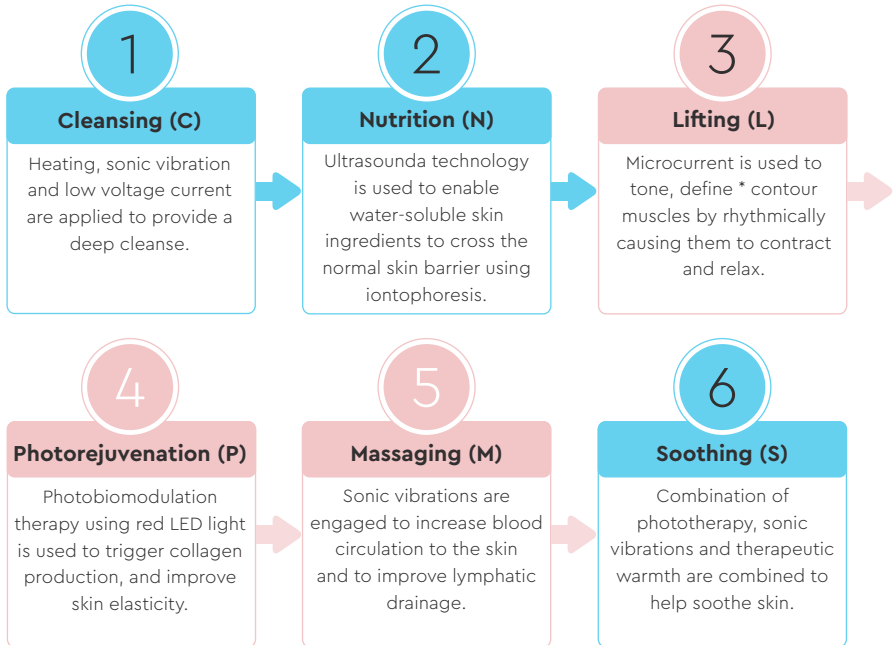 1
Cleansing (C)
Heating, sonic vibration
and low voltage current
are applied to provide a
deep cleanse.
2
Nutrition (N)
Ultrasounda technology
is used to enable
water-soluble skin
ingredients to cross the
normal skin barrier using
iontophoresis.
3
Lifting (L)
Microcurrent is used to
tone, define * contour
muscles by rhythmically
causing them to contract
and relax.
4
Photorejuvenation (P)
Photobiomodulation
therapy using red LED light
is used to trigger collagen
production, and improve
skin elasticity.
5
Massaging (M)
Sonic vibrations are
engaged to increase blood
circulation to the skin
and to improve lymphatic
drainage.
6
Soothing (S)
Combination of
phototherapy, sonic
vibrations and therapeutic
warmth are combined to
help soothe skin.